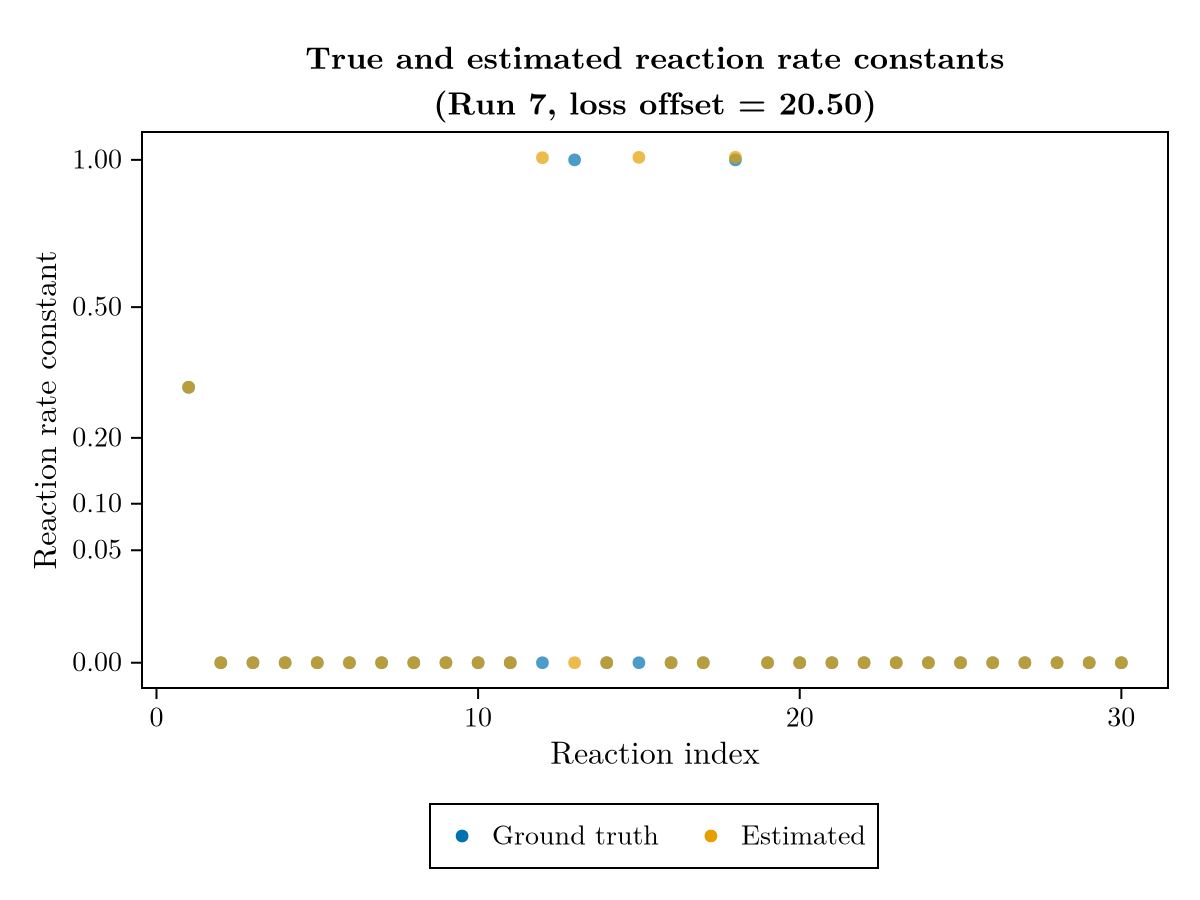 True and estimated reaction rate constants
(Run 7, loss offset = 20.50)
Reaction rate constant
1.00
0.50
0.20
0.10
0.05
0.00
0 10 20 30
Reaction index
Ground truth Estimated